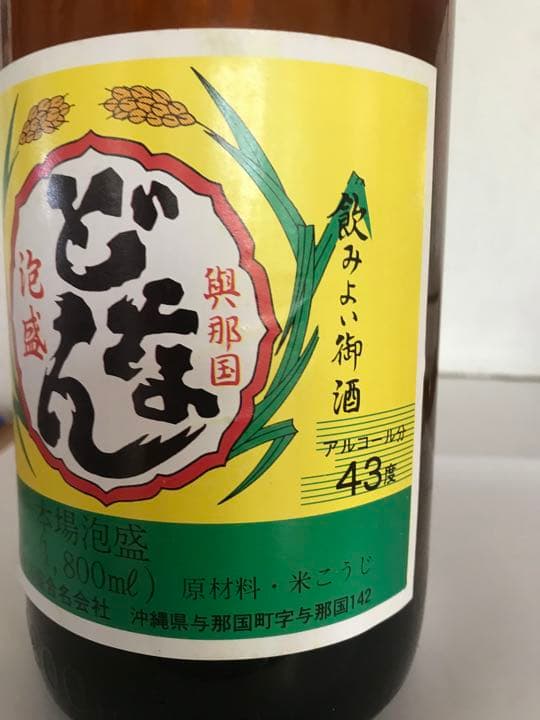 飲みよい御酒
與那国
どなん
泡盛
アルコール分
43度
本場泡盛
1,800mℓ)
原材料・米こうじ
合名会社 沖縄県与那国町字与那国142